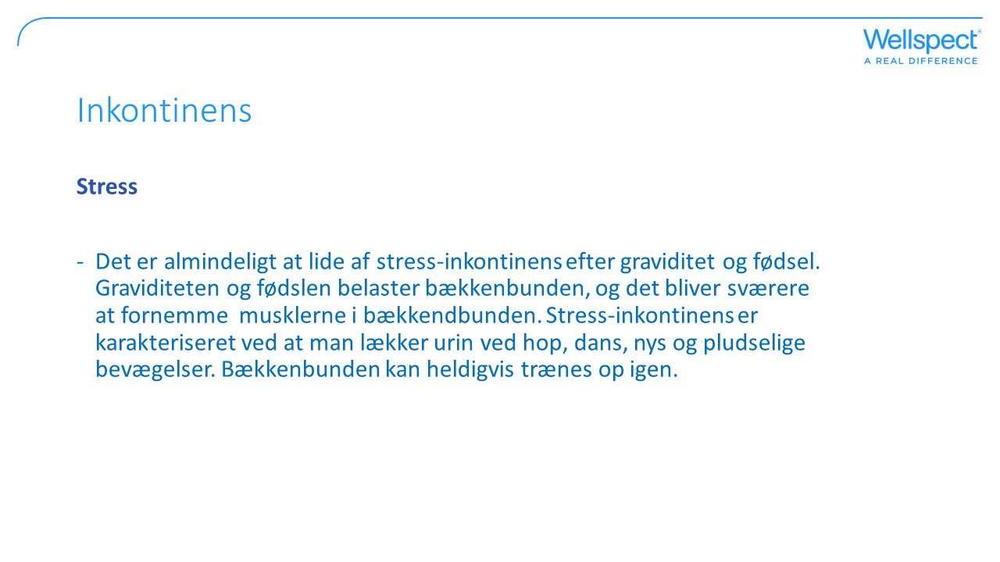 Wellspect®
A REAL DIFFERENCE
Inkontinens
Stress
- Det er almindeligt at lide af stress-inkontinens efter graviditet og fødsel.
Graviditeten og fødslen belaster bækkenbunden, og det bliver sværere
at fornemme musklerne i bækkendbunden. Stress-inkontinens er
karakteriseret ved at man lækker urin ved hop, dans, nys og pludselige
bevægelser. Bækkenbunden kan heldigvis trænes op igen.